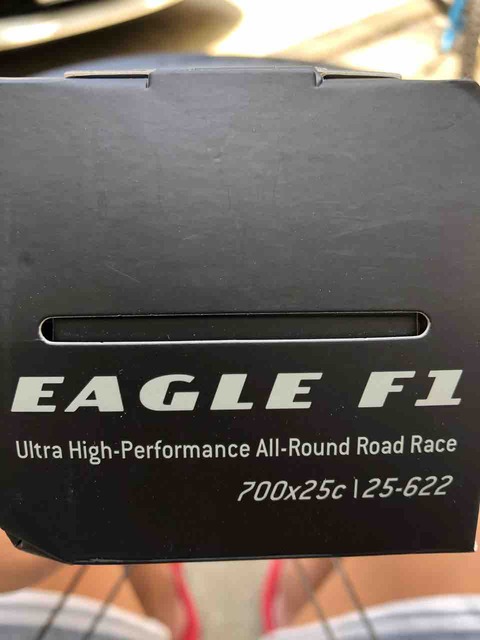 EAGLE F1
Ultra High-Performance All-Round Road Race
700x25c | 25-622